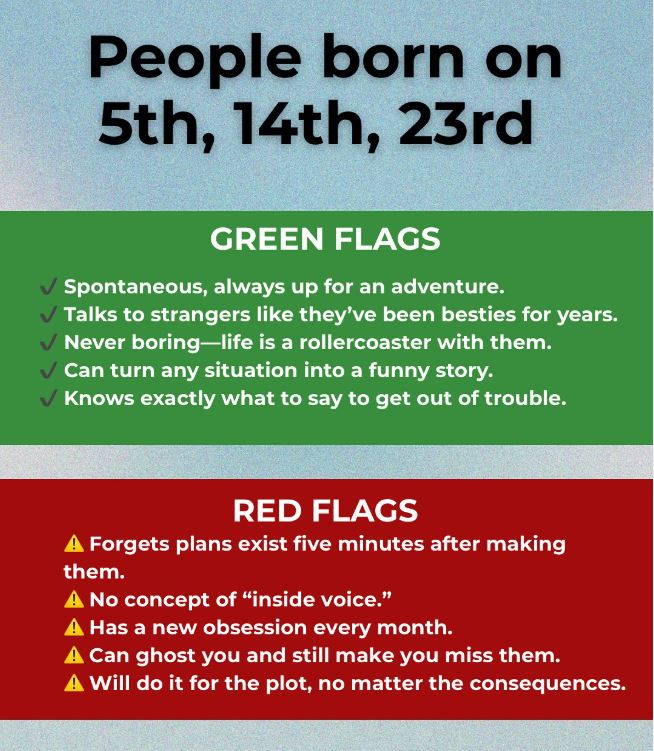 People born on
5th, 14th, 23rd
GREEN FLAGS
✓ Spontaneous, always up for an adventure.
✓ Talks to strangers like they’ve been besties for years.
✓ Never boring—life is a rollercoaster with them.
✓ Can turn any situation into a funny story.
✓ Knows exactly what to say to get out of trouble.
RED FLAGS
⚠️ Forgets plans exist five minutes after making
them.
⚠️ No concept of “inside voice.”
⚠️ Has a new obsession every month.
⚠️ Can ghost you and still make you miss them.
⚠️ Will do it for the plot, no matter the consequences.